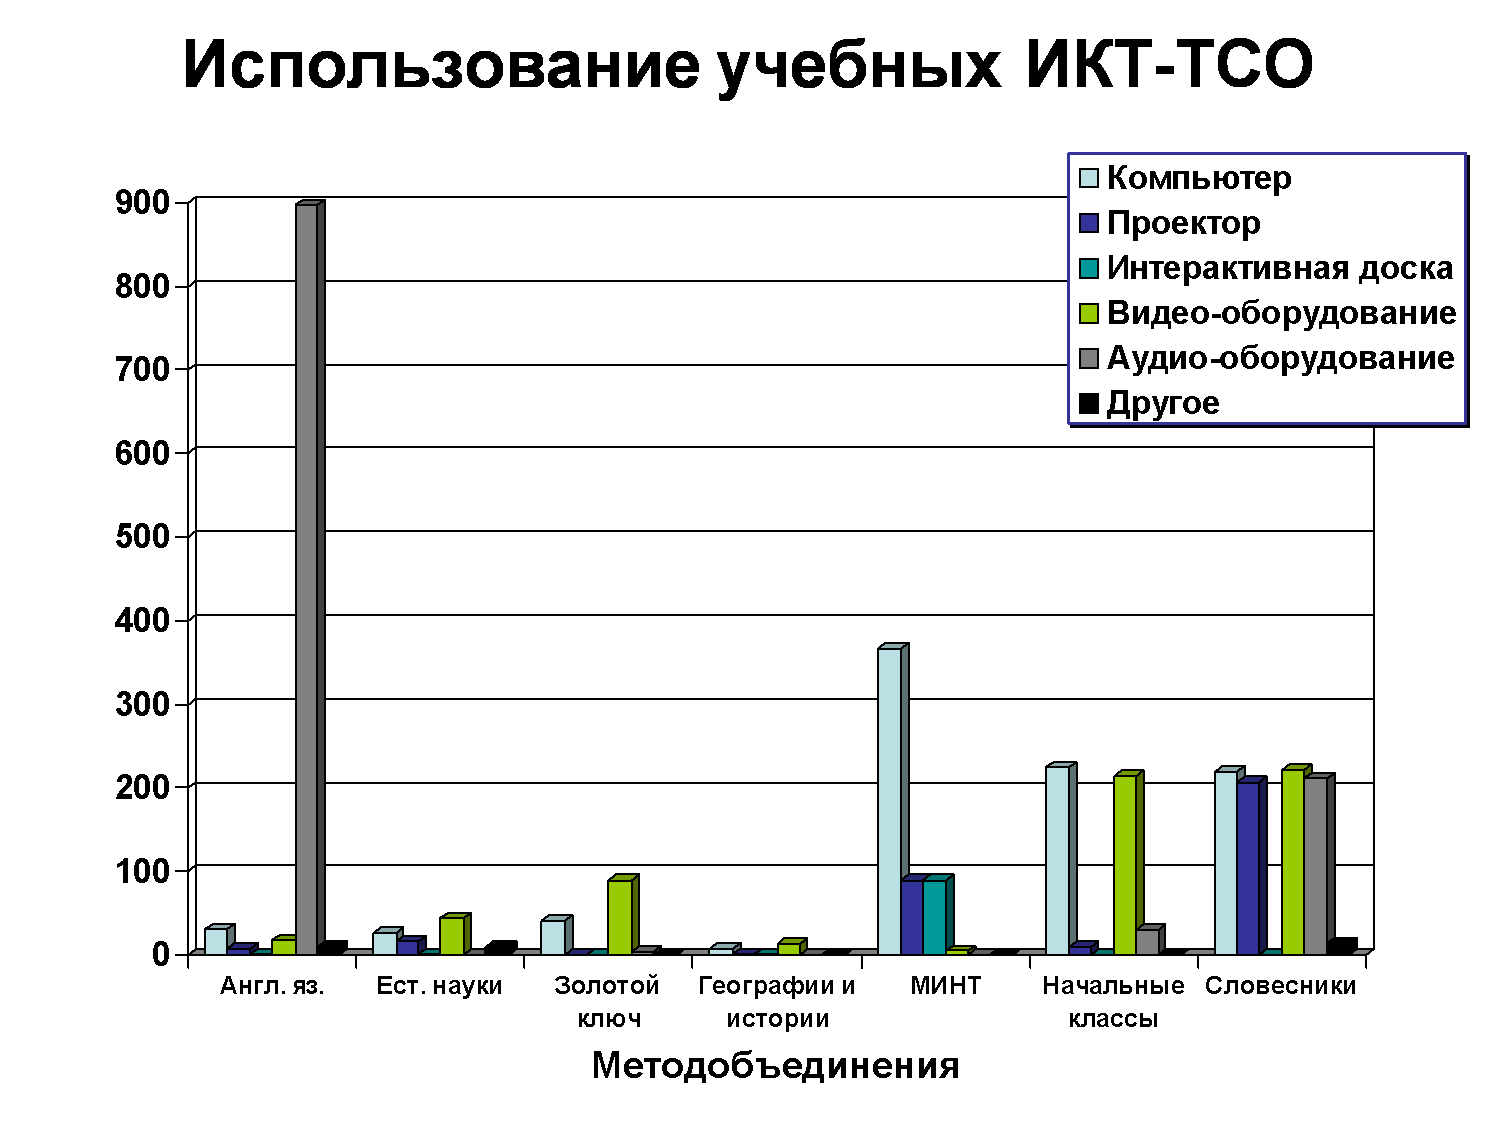 Использование учебных ИКТ-ТСО
Компьютер
Проектор
Интерактивная доска
Видео-оборудование
Аудио-оборудование
Другое
900
800
700
600
500
400
300
200
100
0
Англ. яз.
Ест. науки
Золотой
ключ
Географии и
истории
МИНТ
Начальные
классы
Словесники
Методобъединения